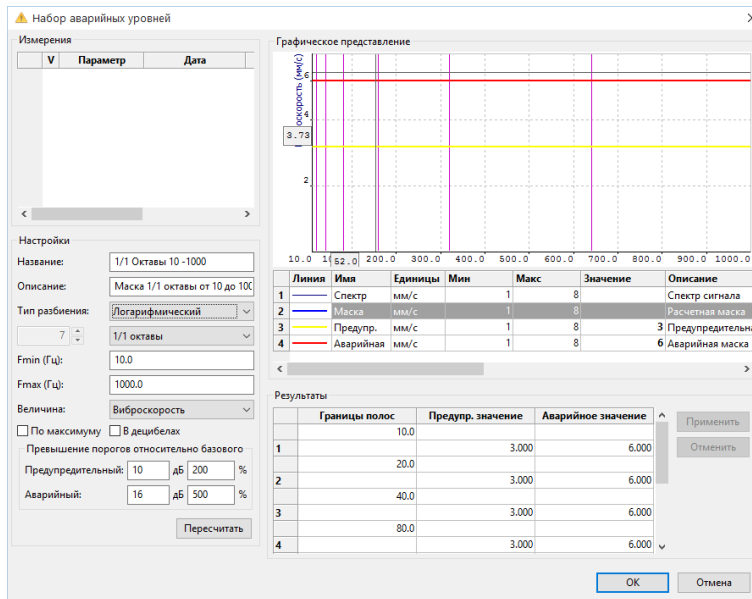 Набор аварийных уровней
Измерения
V Параметр Дата
Графическое представление
6
4
3.73
2
10.0 52.0 200.0 300.0 400.0 500.0 600.0 700.0 800.0 900.0 1000.0
Линия Имя Единицы Мин Макс Значение Описание
1 Спектр мм/с 1 8 Спектр сигнала
2 Маска мм/с 1 8 Расчетная маска
3 Предупр. мм/с 1 8 3 Предупредительна
4 Аварийная мм/с 1 8 6 Аварийная маска
Настройки
Название: 1/1 Октавы 10 -1000
Описание: Маска 1/1 октавы от 10 до 100
Тип разбиения: Логарифмический
7 1/1 октавы
Fmin (Гц): 10.0
Fmax (Гц): 1000.0
Величина: Виброскорость
По максимуму В децибелах
Превышение порогов относительно базового
Предупредительный: 10 дБ 200 %
Аварийный: 16 дБ 500 %
Пересчитать
Результаты
Границы полос Предупр. значение Аварийное значение
10.0
1 3.000 6.000
20.0
2 3.000 6.000
40.0
3 3.000 6.000
80.0
4 3.000 6.000
Применить
Отменить
OK Отмена